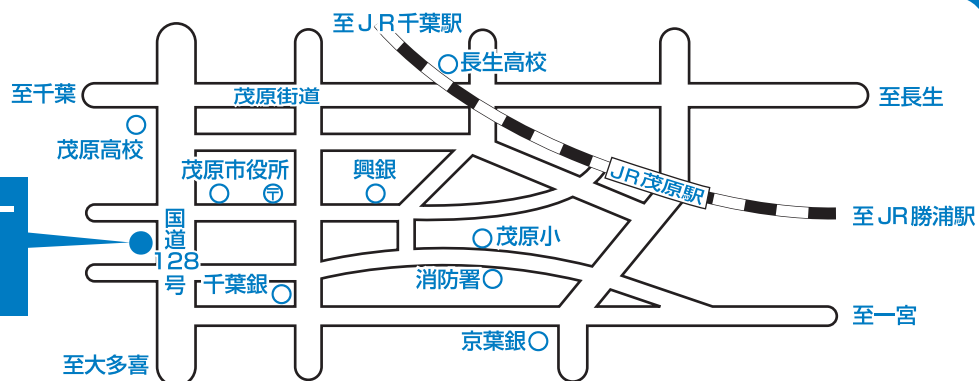 至JR千葉駅
長生高校
至千葉
茂原街道
至長生
茂原高校
茂原市役所
〒
興銀
JR茂原駅
至JR勝浦駅
国道128号
茂原小
千葉銀
消防署
至一宮
京葉銀
至大多喜